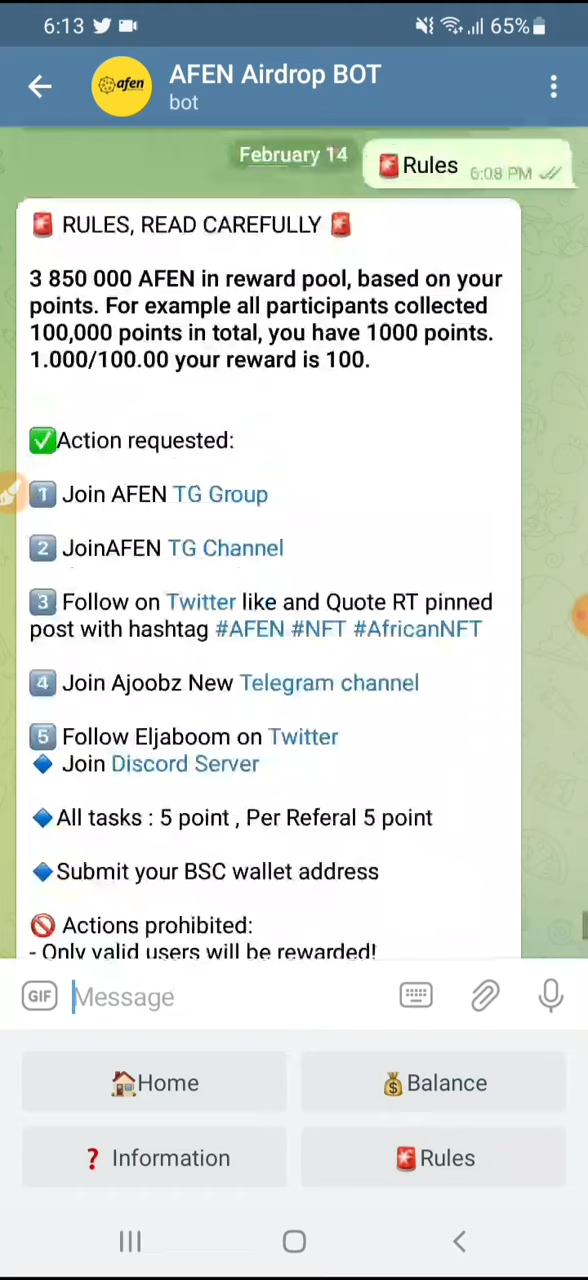 6:13
65%
afen
AFEN Airdrop BOT
bot
February 14
🚨Rules 6:08 PM
🚨 RULES, READ CAREFULLY 🚨
3 850 000 AFEN in reward pool, based on your
points. For example all participants collected
100,000 points in total, you have 1000 points.
1.000/100.00 your reward is 100.
✅Action requested:
1️⃣ Join AFEN TG Group
2️⃣ JoinAFEN TG Channel
3️⃣ Follow on Twitter like and Quote RT pinned
post with hashtag #AFEN #NFT #AfricanNFT
4️⃣ Join Ajoobz New Telegram channel
5️⃣ Follow Eljaboom on Twitter
🔹 Join Discord Server
🔹All tasks : 5 point , Per Referal 5 point
🔹Submit your BSC wallet address
🚫 Actions prohibited:
- Only valid users will be rewarded!
GIF Message
🏠Home
💰Balance
❓ Information
🚨Rules